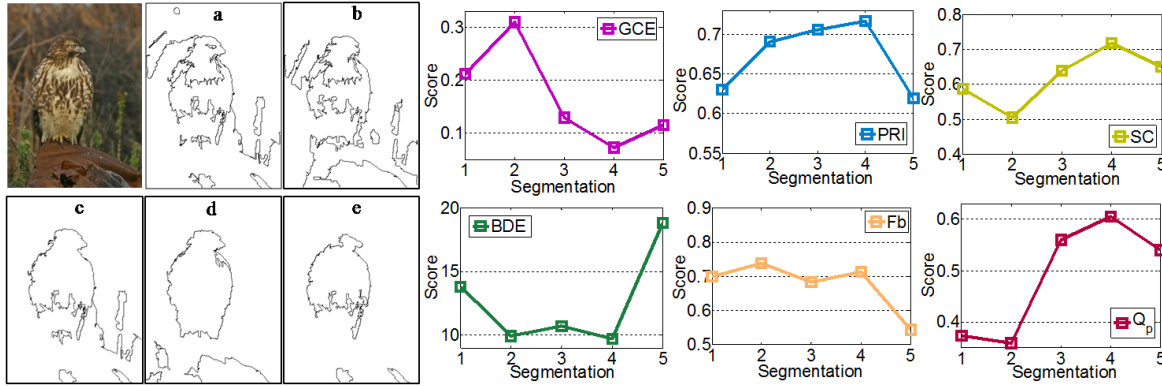 a
b
c
d
e
0.3
0.2
0.1
Score
1 2 3 4 5
Segmentation
GCE
0.7
0.65
0.6
0.55
Score
1 2 3 4 5
Segmentation
PRI
0.8
0.7
0.6
0.5
0.4
Score
1 2 3 4 5
Segmentation
SC
20
15
10
Score
1 2 3 4 5
Segmentation
BDE
0.9
0.8
0.7
0.6
0.5
Score
1 2 3 4 5
Segmentation
Fb
0.6
0.5
0.4
Score
1 2 3 4 5
Segmentation
Qp